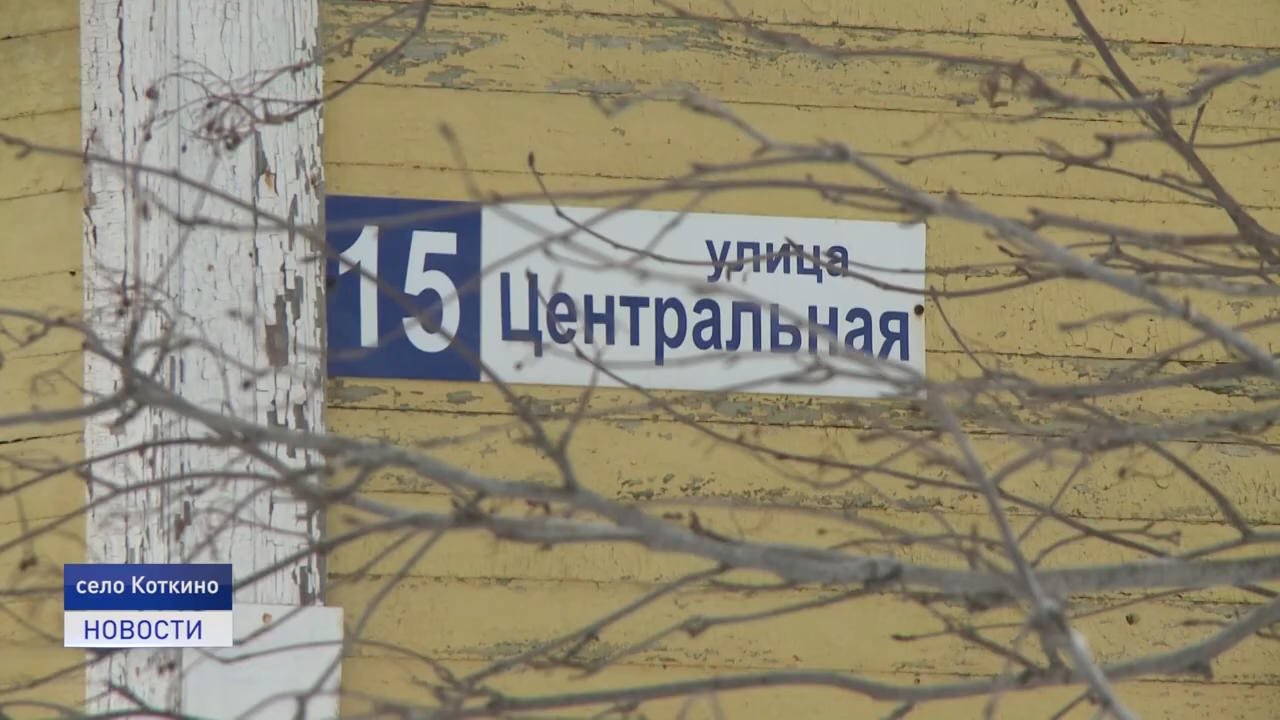 15
улица
Центральная
село Коткино
НОВОСТИ